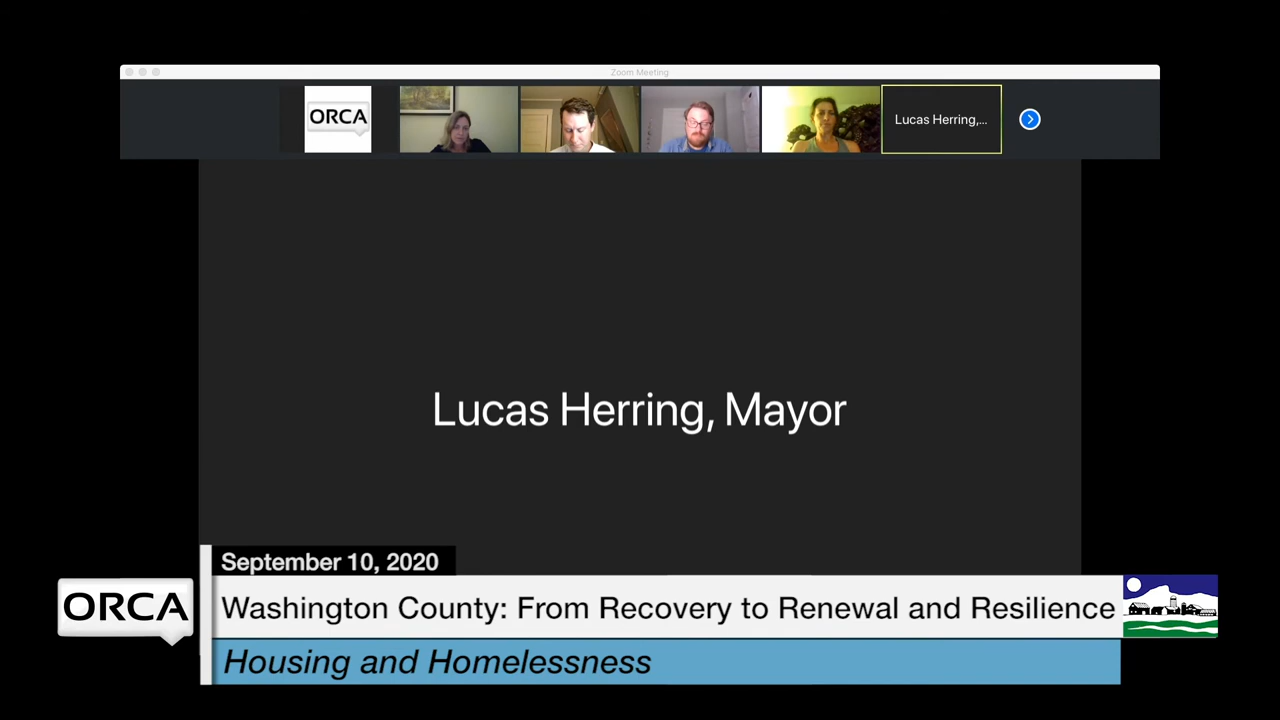 Zoom Meeting
ORCA
Lucas Herring,...
Lucas Herring, Mayor
September 10, 2020
ORCA
Washington County: From Recovery to Renewal and Resilience
Housing and Homelessness